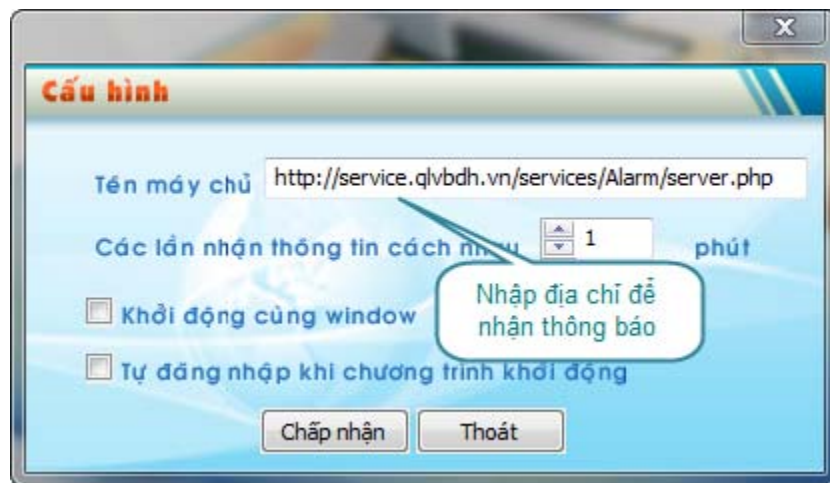 Cấu hình
Tên máy chủ http://service.qlvbdh.vn/services/Alarm/server.php
Các lần nhận thông tin cách nhau 1 phút
Nhập địa chỉ để
nhận thông báo
Khởi động cùng window
Tự đăng nhập khi chương trình khởi động
Chấp nhận Thoát